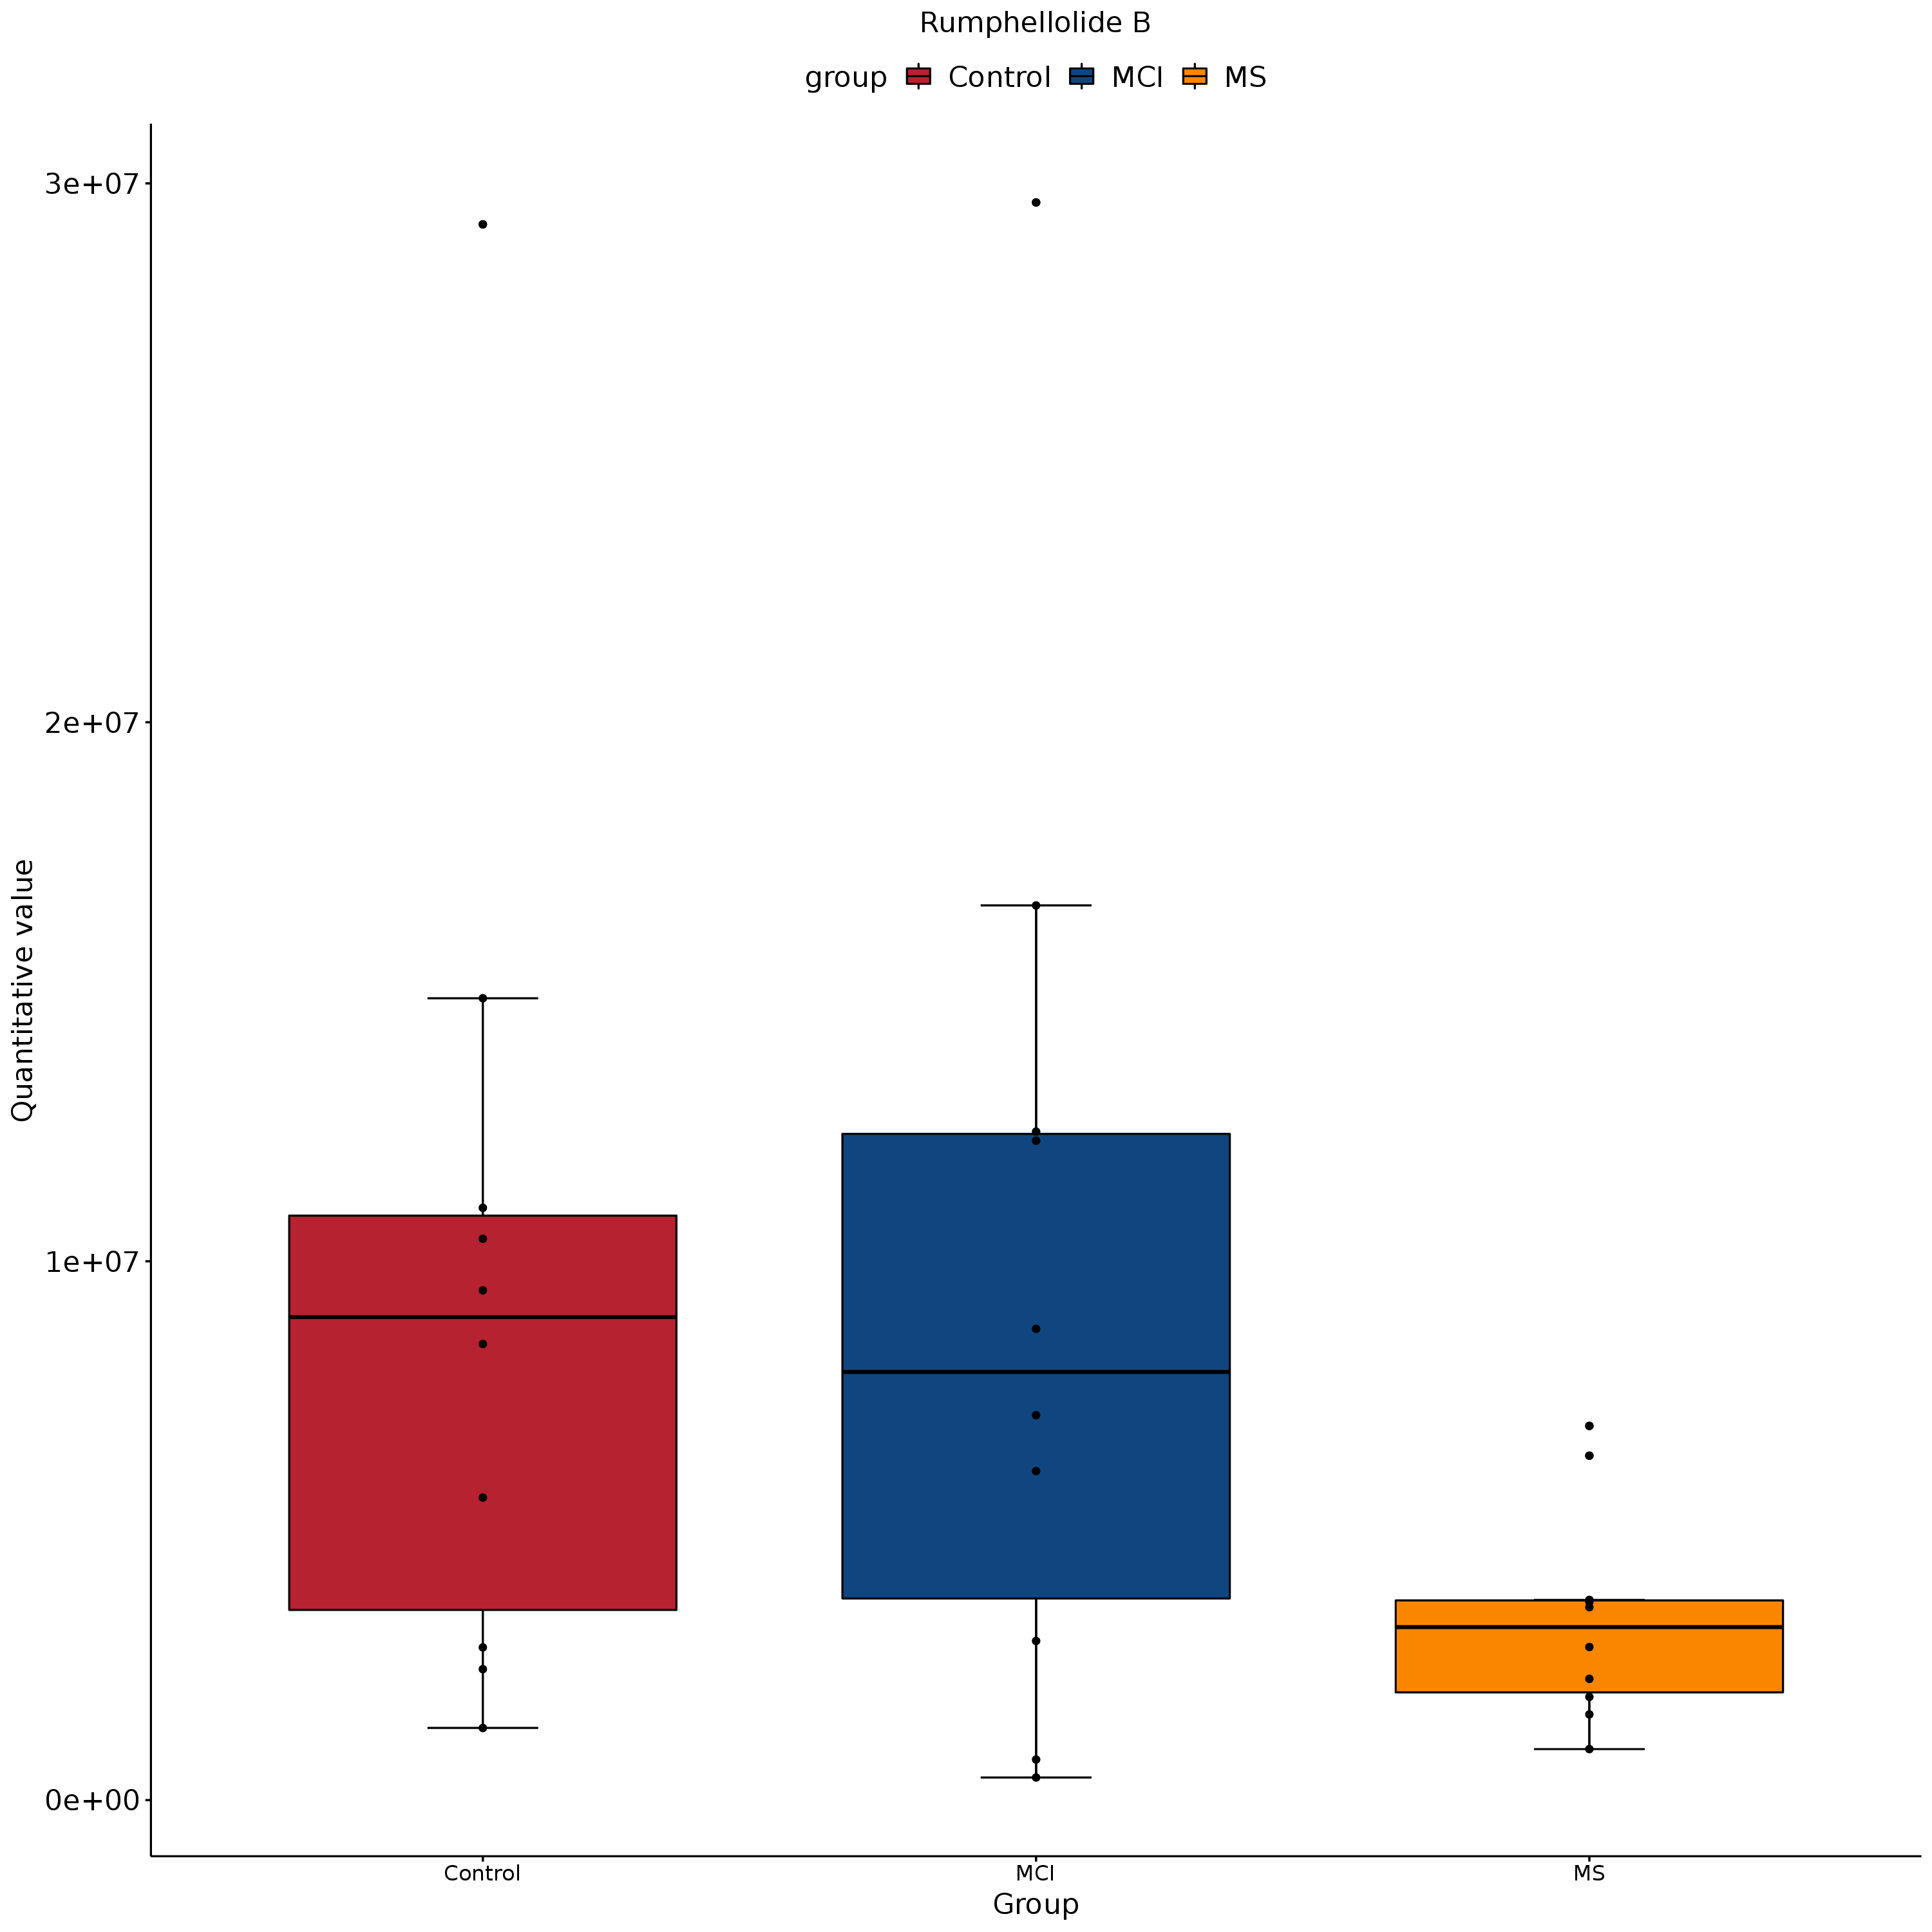 Rumphellolide B
group Control MCI MS
3e+07
2e+07
1e+07
0e+00
Quantitative value
Control MCI MS
Group